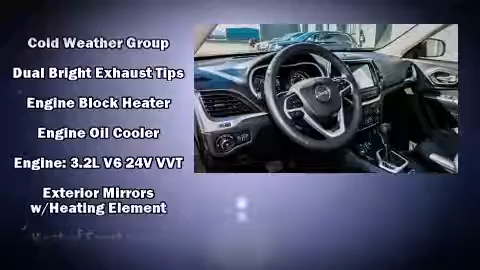 Cold Weather Group
Dual Bright Exhaust Tips
Engine Block Heater
Engine Oil Cooler
Engine: 3.2L V6 24V VVT
Exterior Mirrors
w/Heating Element